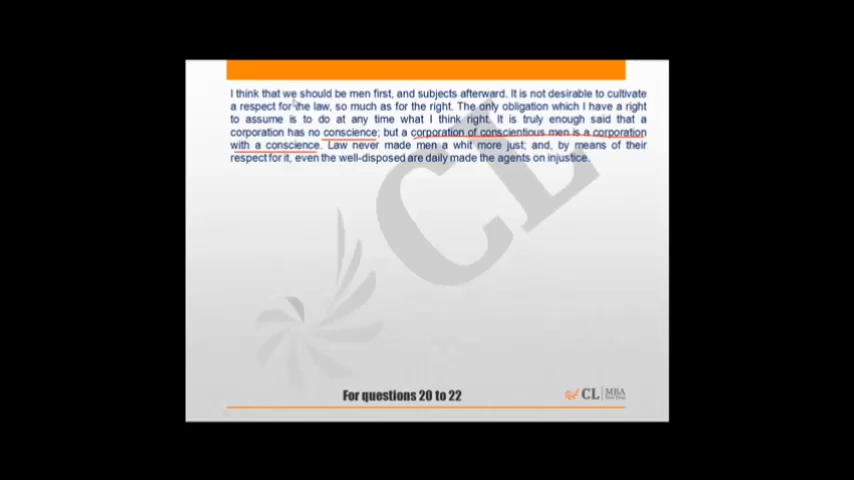 I think that we should be men first, and subjects afterward. It is not desirable to cultivate
a respect for the law, so much as for the right. The only obligation which I have a right
to assume is to do at any time what I think right. It is truly enough said that a
corporation has no conscience; but a corporation of conscientious men is a corporation
with a conscience. Law never made men a whit more just; and, by means of their
respect for it, even the well-disposed are daily made the agents on injustice.
CL
For questions 20 to 22
CL MBA